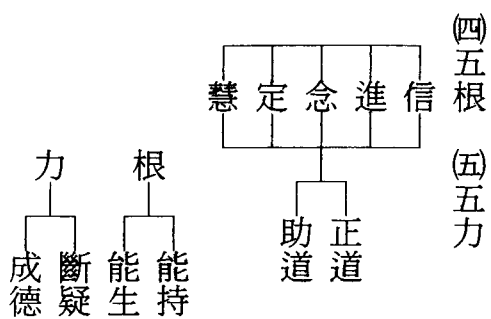 ㈣五根 ㈤五力
信 進 念 定 慧
正道 助道
根
能持 能生
力
斷疑 成德